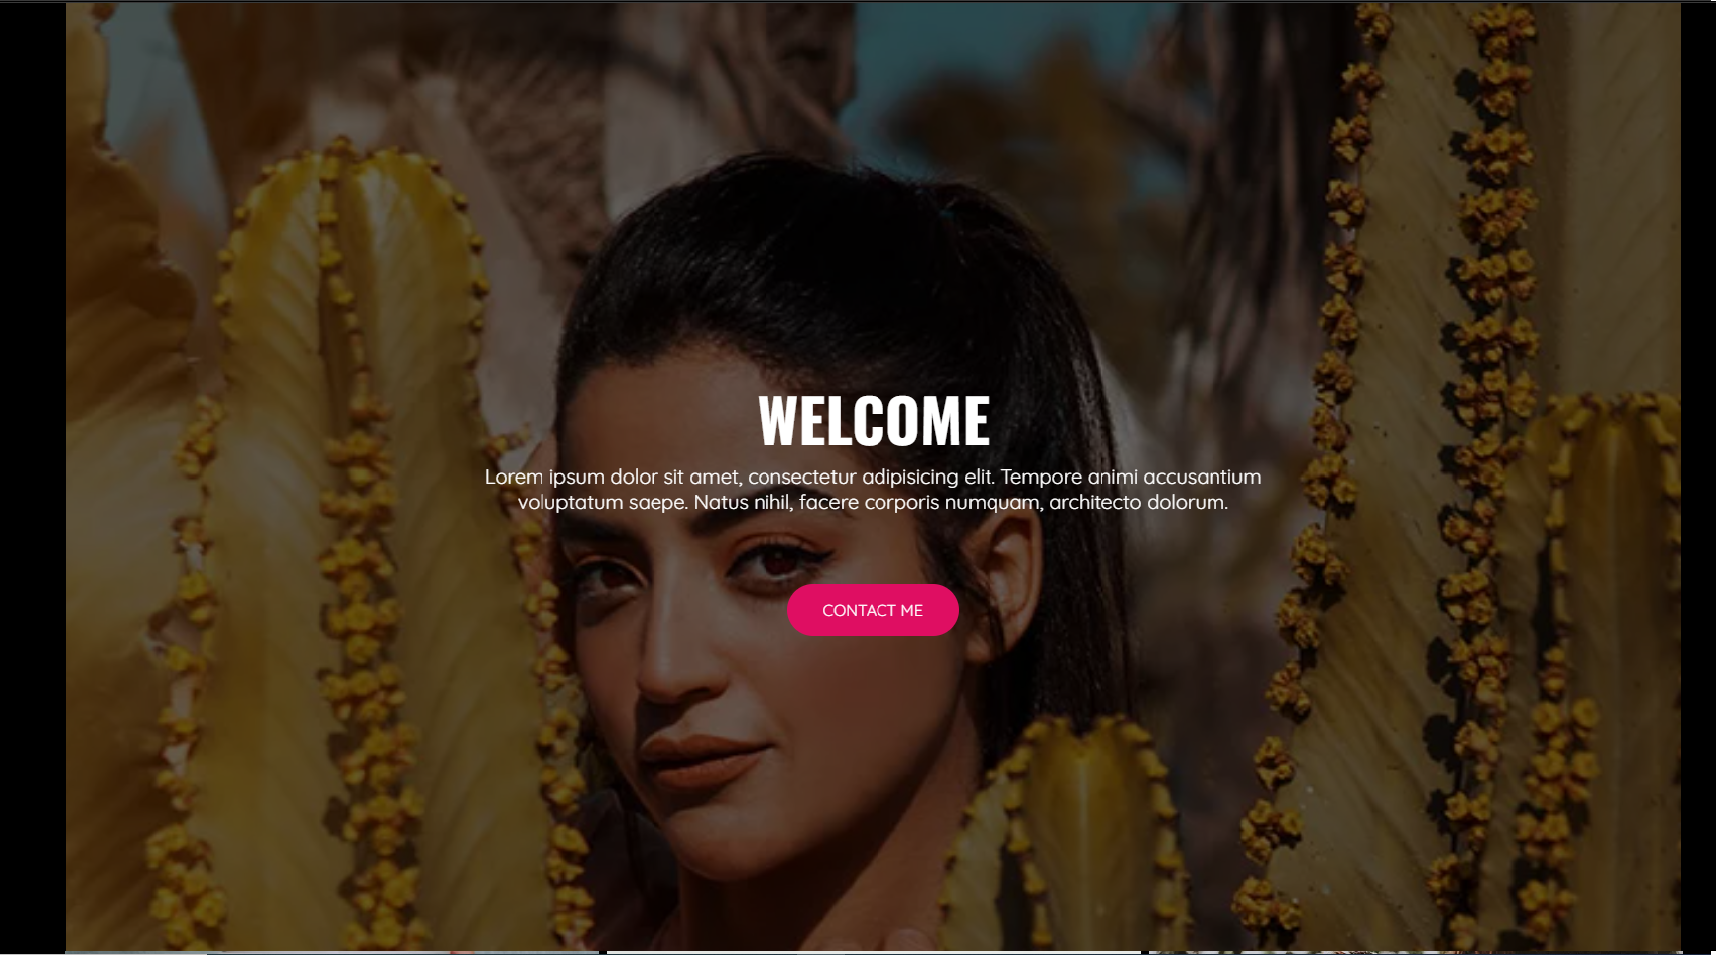 WELCOME
Lorem ipsum dolor sit amet, consectetur adipisicing elit. Tempore animi accusantium
voluptatum saepe. Natus nihil, facere corporis numquam, architecto dolorum.
CONTACT ME